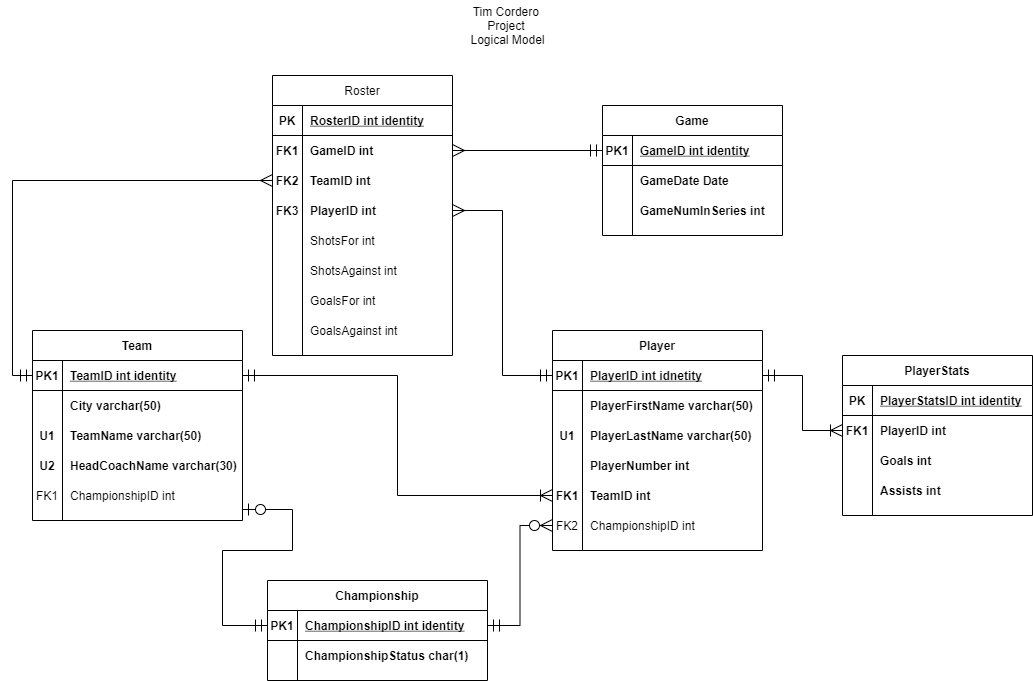 Tim Cordero
Project
Logical Model
Roster
PK RosterID int identity
FK1 GameID int
FK2 TeamID int
FK3 PlayerID int
ShotsFor int
ShotsAgainst int
GoalsFor int
GoalsAgainst int
Game
PK1 GameID int identity
GameDate Date
GameNumInSeries int
Team
PK1 TeamID int identity
City varchar(50)
U1 TeamName varchar(50)
U2 HeadCoachName varchar(30)
FK1 ChampionshipID int
Player
PK1 PlayerID int idnetity
PlayerFirstName varchar(50)
U1 PlayerLastName varchar(50)
PlayerNumber int
FK1 TeamID int
FK2 ChampionshipID int
PlayerStats
PK PlayerStatsID int identity
FK1 PlayerID int
Goals int
Assists int
Championship
PK1 ChampionshipID int identity
ChampionshipStatus char(1)